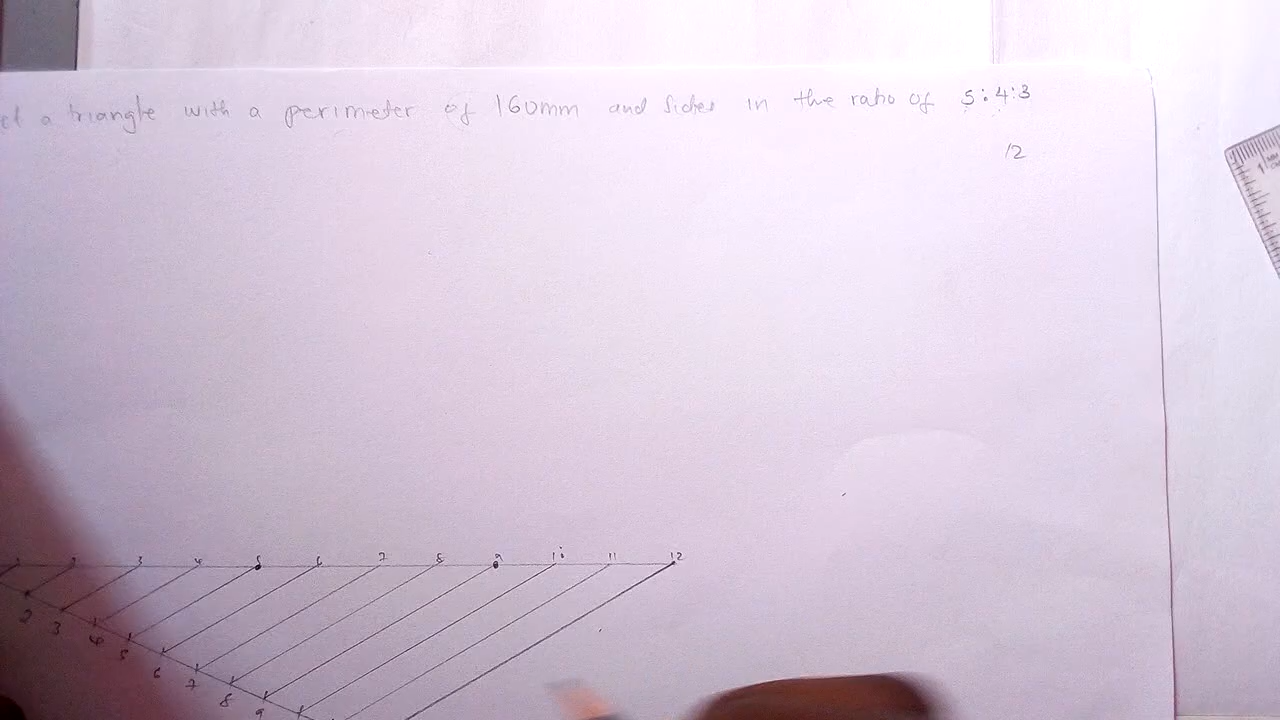 a triangle with a perimeter of 160mm and sides in the ratio of 5:4:3
12
1 2 3 4 5 6 7 8 9 10 11 12
2 3 4 5 6 7 8 9